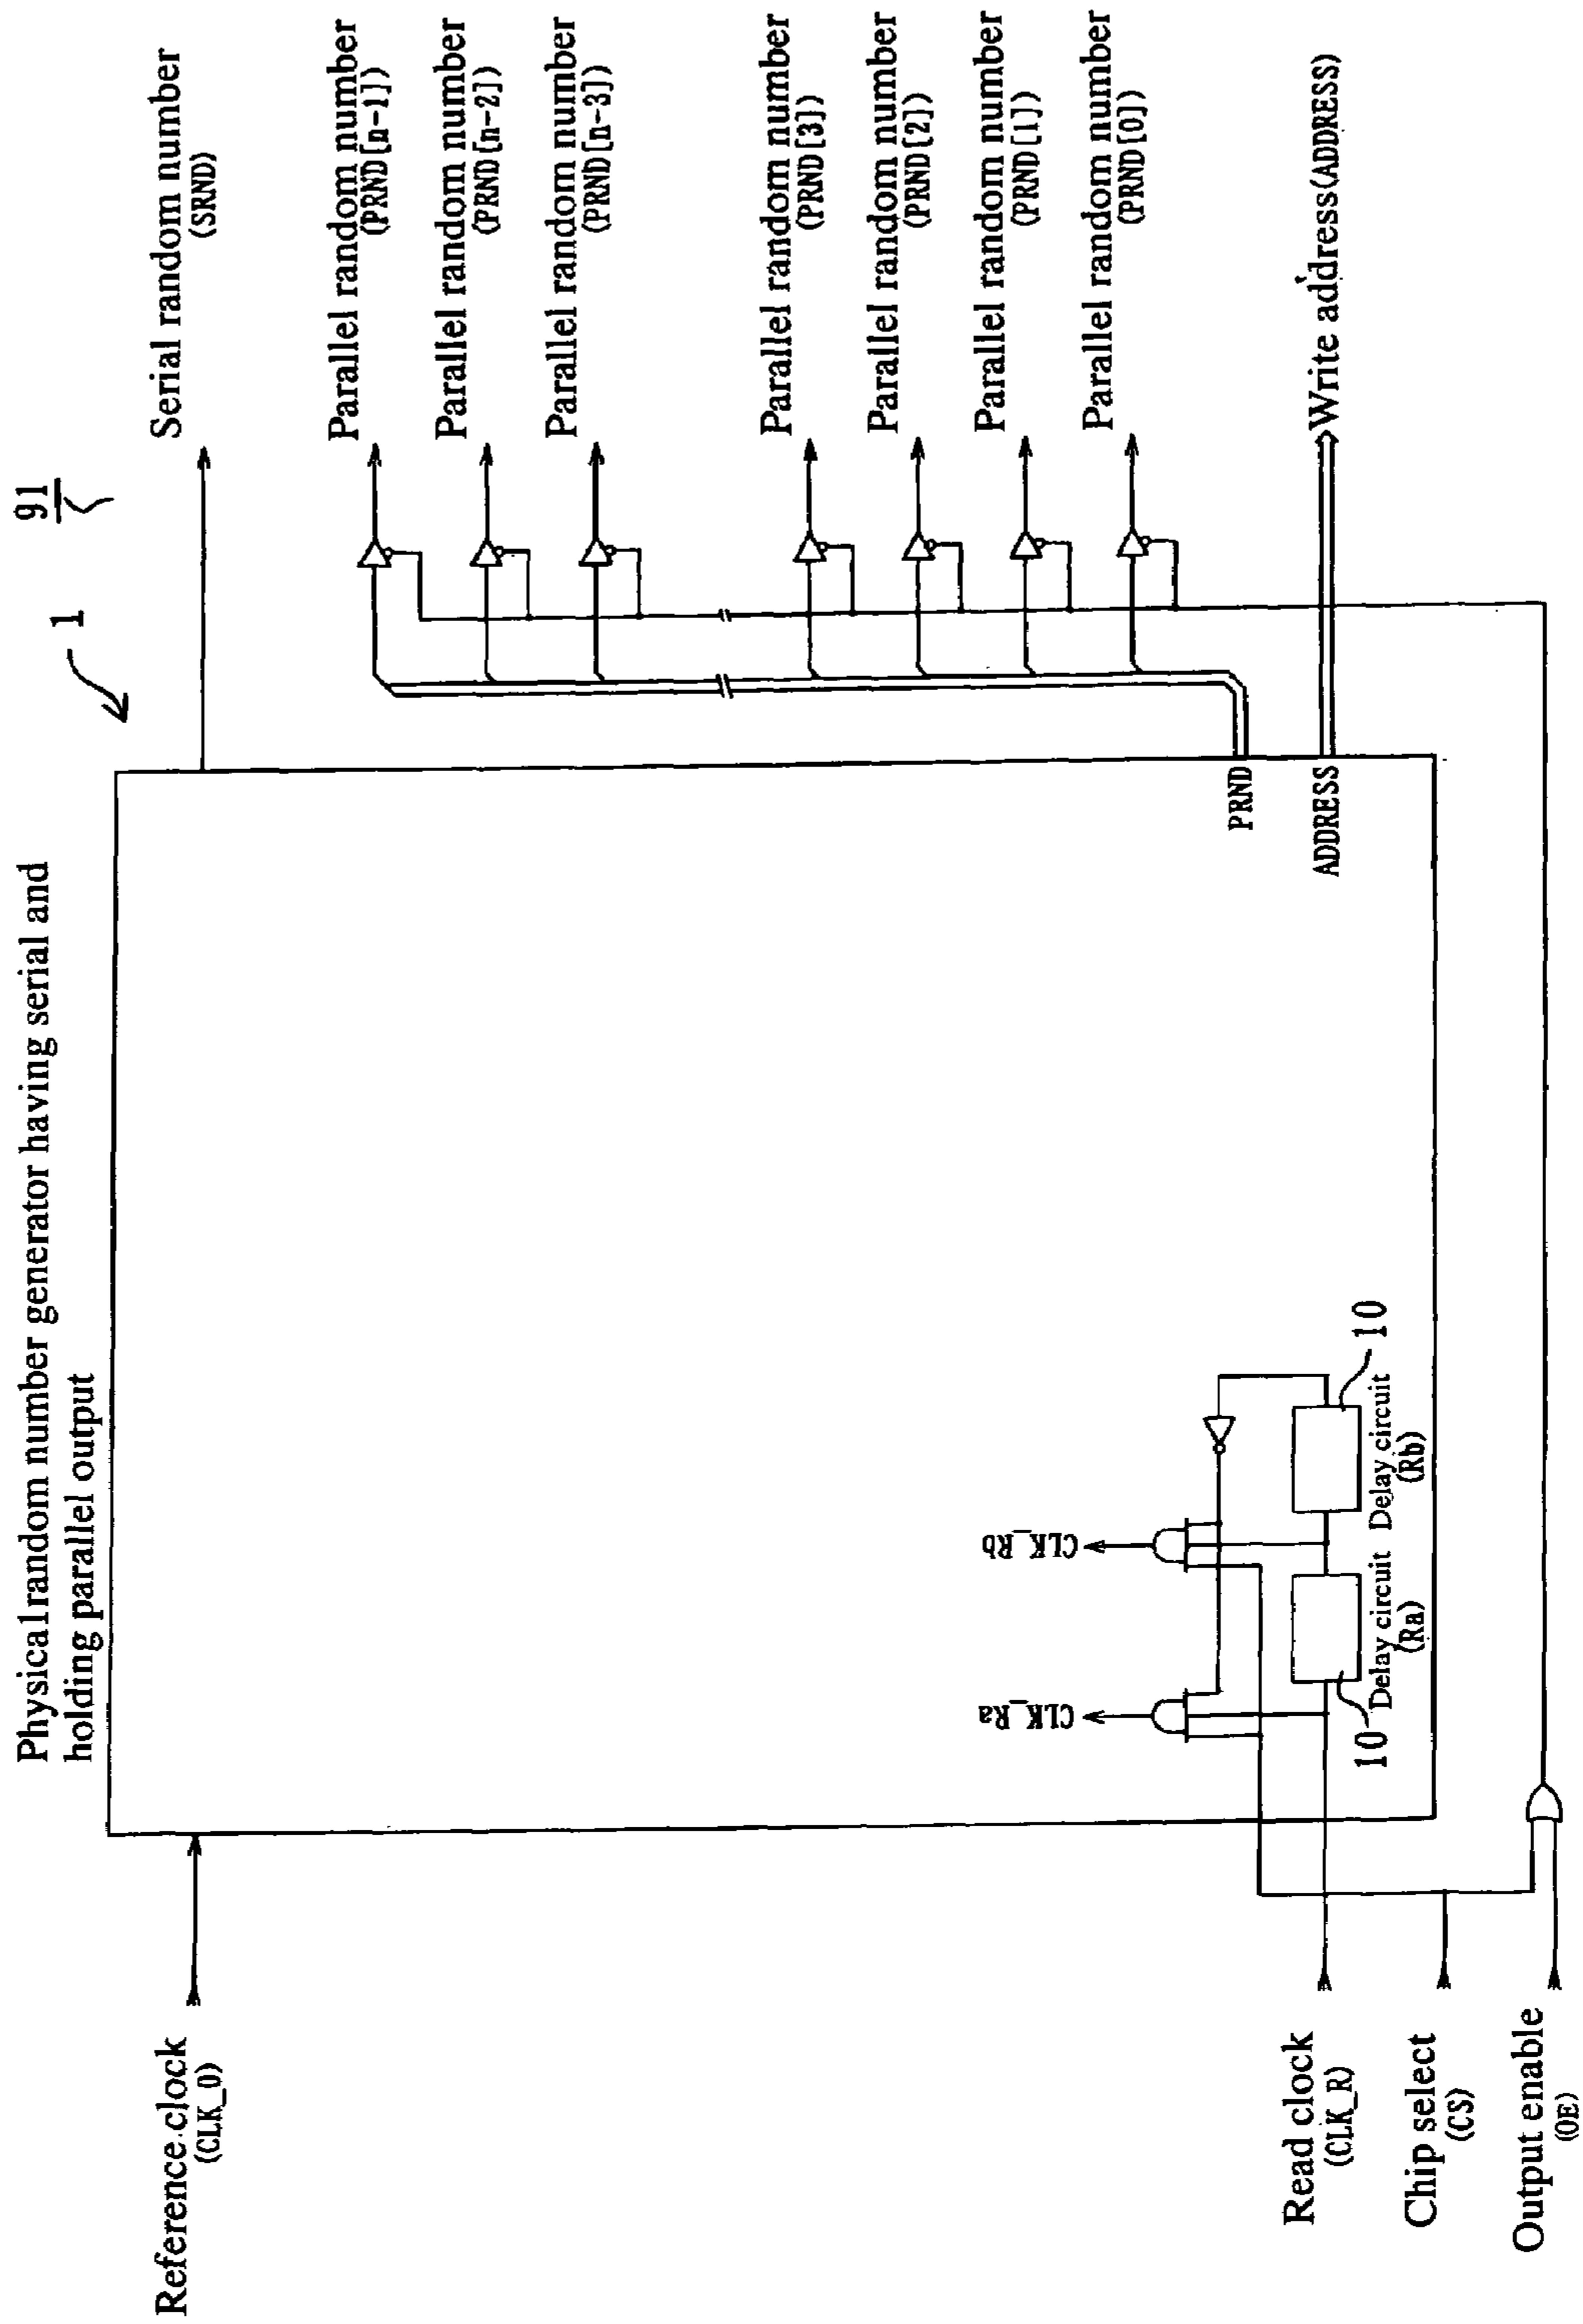 91
1
Physical random number generator having serial and
holding parallel output
Reference clock
(CLK_0)
Serial random number
(SRND)
Parallel random number
(PRND[n-1])
Parallel random number
(PRND[n-2])
Parallel random number
(PRND[n-3])
Parallel random number
(PRND[3])
Parallel random number
(PRND[2])
Parallel random number
(PRND[1])
Parallel random number
(PRND[0])
PRND
ADDRESS
Write address(ADDRESS)
CLK_Ra
CLK_Rb
10
Delay circuit
(Ra)
Delay circuit
(Rb)
10
Read clock
(CLK_R)
Chip select
(CS)
Output enable
(OE)